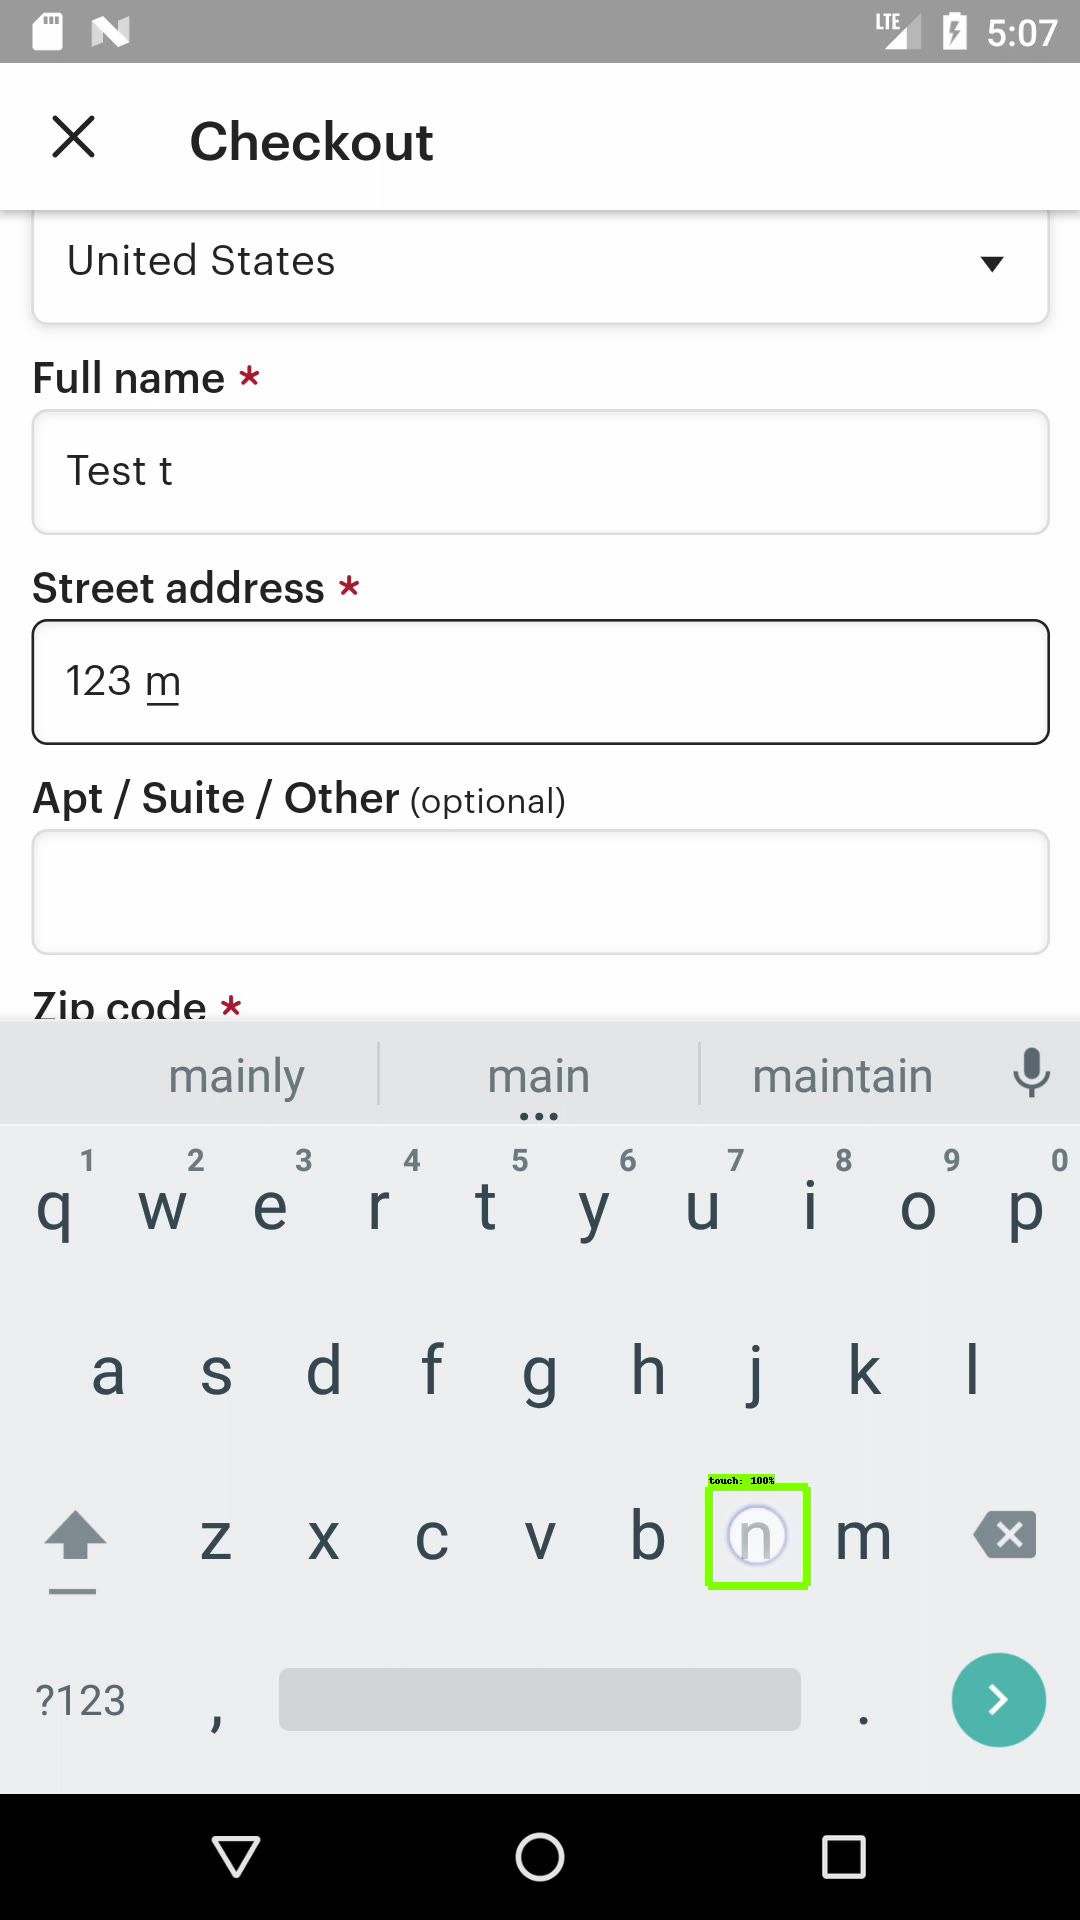 LTE 5:07
Checkout
United States
Full name *
Test t
Street address *
123 m
Apt / Suite / Other (optional)
Zip code *
mainly main maintain
1 2 3 4 5 6 7 8 9 0
q w e r t y u i o p
a s d f g h j k l
touch: 100%
z x c v b n m
?123 , .